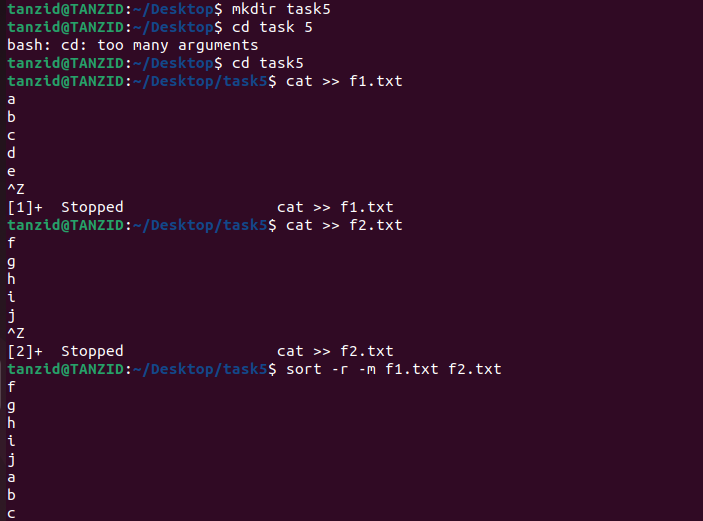 tanzid@TANZID:~/Desktop$ mkdir task5
tanzid@TANZID:~/Desktop$ cd task 5
bash: cd: too many arguments
tanzid@TANZID:~/Desktop$ cd task5
tanzid@TANZID:~/Desktop/task5$ cat >> f1.txt
a
b
c
d
e
^Z
[1]+  Stopped                 cat >> f1.txt
tanzid@TANZID:~/Desktop/task5$ cat >> f2.txt
f
g
h
i
j
^Z
[2]+  Stopped                 cat >> f2.txt
tanzid@TANZID:~/Desktop/task5$ sort -r -m f1.txt f2.txt
f
g
h
i
j
a
b
c